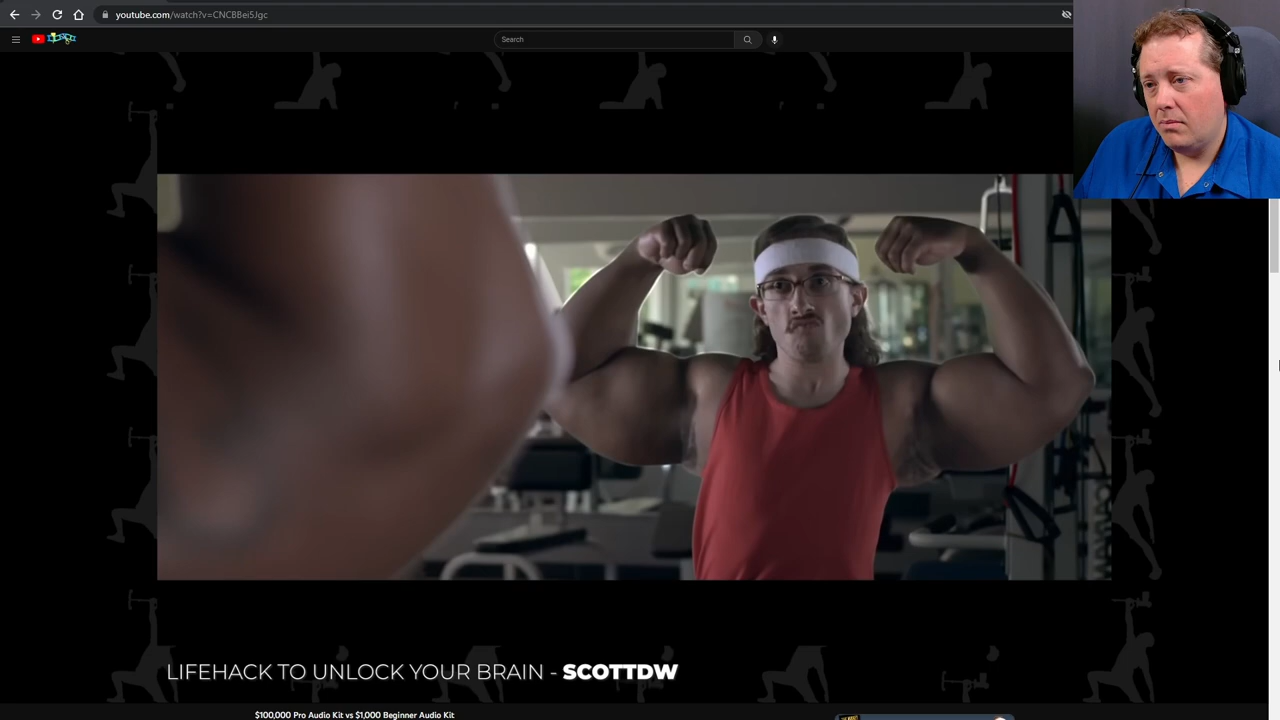 youtube.com/watch?v=CNCBBei5Jgc
Search
LIFEHACK TO UNLOCK YOUR BRAIN - SCOTTDW
$100,000 Pro Audio Kit vs $1,000 Beginner Audio Kit